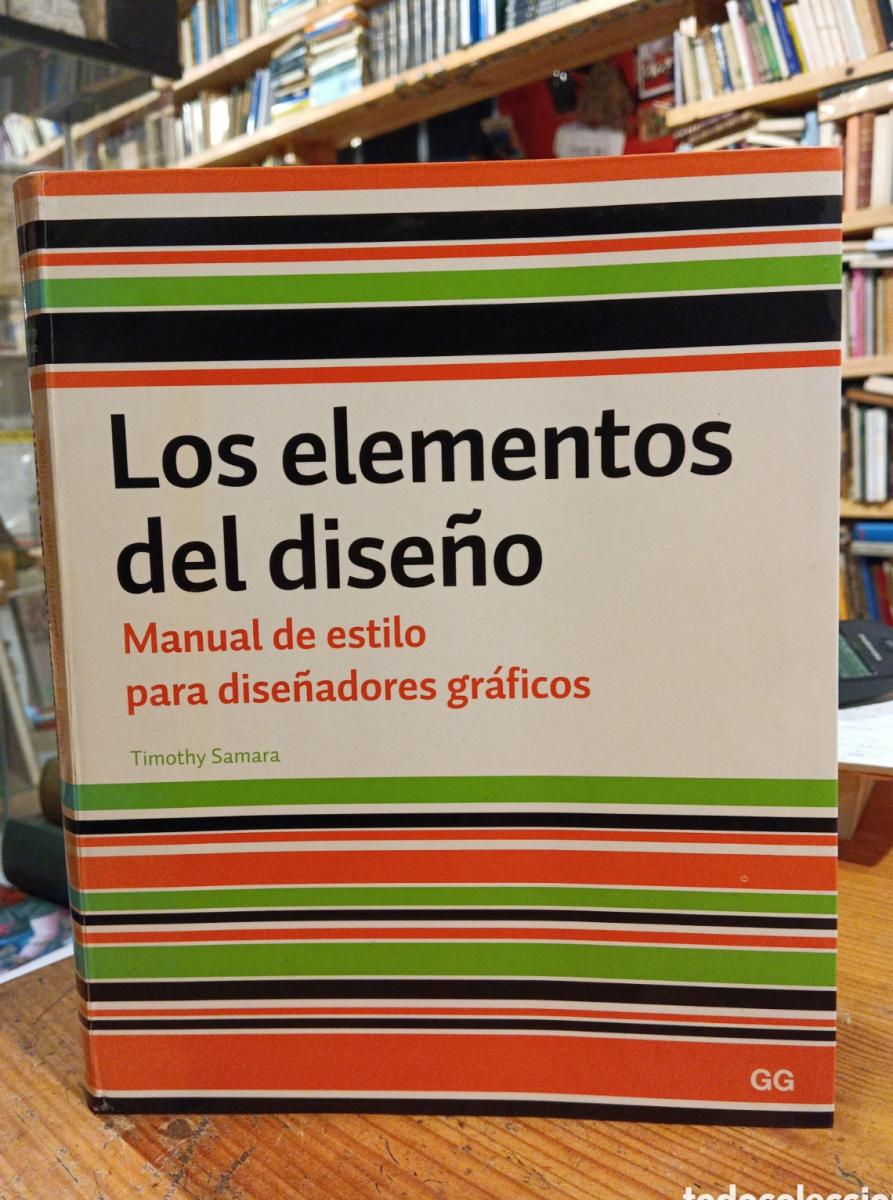 Los elementos
del diseño
Manual de estilo
para diseñadores gráficos
Timothy Samara
GG